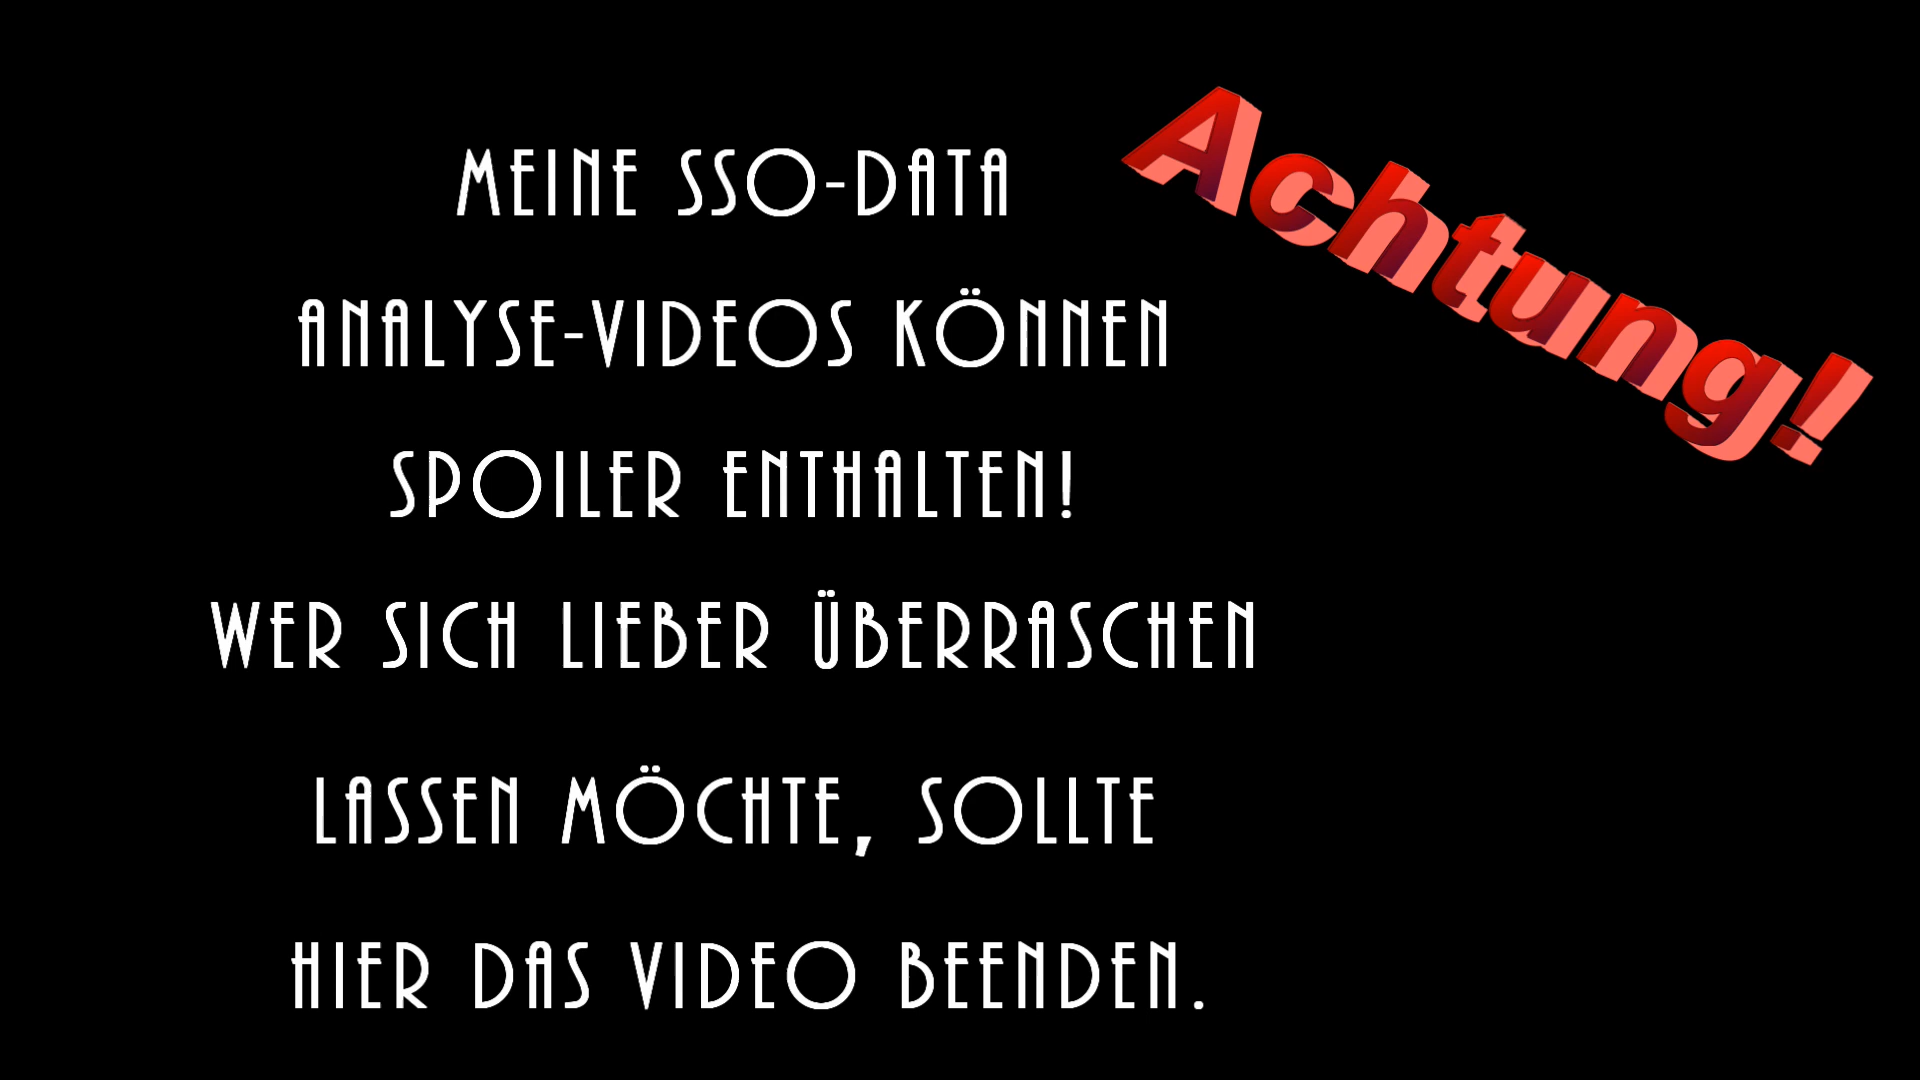 Achtung!
MEINE SSO-DATA
ANALYSE-VIDEOS KÖNNEN
SPOILER ENTHALTEN!
WER SICH LIEBER ÜBERRASCHEN
LASSEN MÖCHTE, SOLLTE
HIER DAS VIDEO BEENDEN.